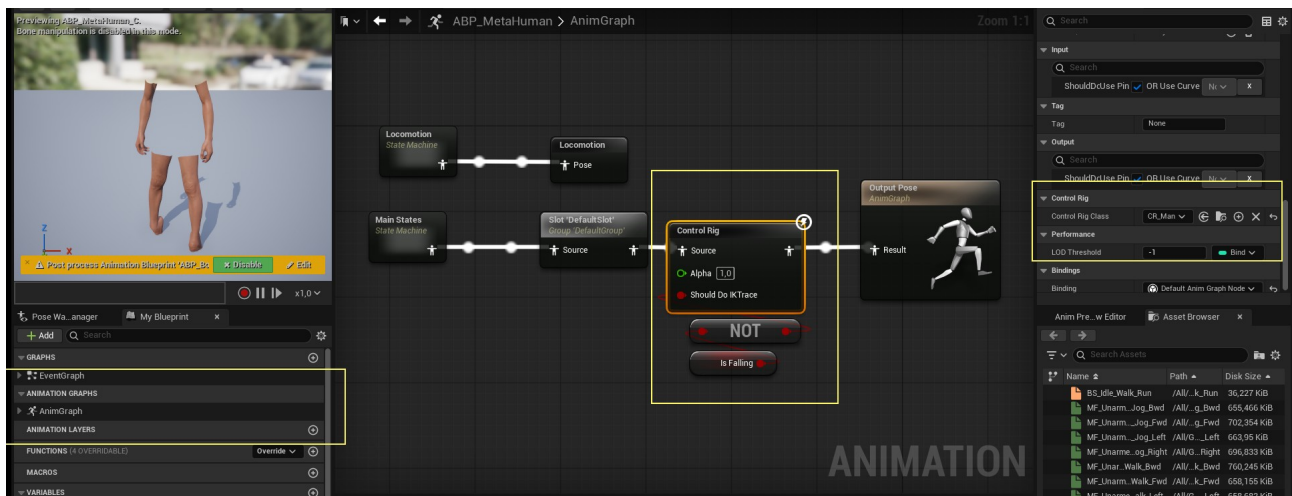 Previewing ABP_MetaHuman_C.
Bone manipulation is disabled in this mode.
Z
X
Post process Animation Blueprint 'ABP_Bo
Disable
Edit
x1,0
Pose Wa...anager
My Blueprint
Add
Search
GRAPHS
EventGraph
ANIMATION GRAPHS
AnimGraph
ANIMATION LAYERS
FUNCTIONS (4 OVERRIDABLE)
Override
MACROS
VARIABLES
ABP_MetaHuman > AnimGraph
Zoom 1:1
Locomotion
State Machine
Locomotion
Pose
Main States
State Machine
Slot 'DefaultSlot'
Group 'DefaultGroup'
Source
Control Rig
Source
Alpha 1,0
Should Do IKTrace
NOT
Is Falling
Output Pose
AnimGraph
Result
ANIMATION
Search
Input
Search
ShouldDoUse Pin OR Use Curve
Tag
Tag None
Output
Search
ShouldDoUse Pin OR Use Curve
Control Rig
Control Rig Class CR_Man
Performance
LOD Threshold -1 Bind
Bindings
Binding Default Anim Graph Node
Anim Pre...w Editor
Asset Browser
Search Assets
Name Path Disk Size
BS_Idle_Walk_Run /All/...k_Run 36,227 KiB
MF_Unarm..._Jog_Bwd /All/...g_Bwd 655,466 KiB
MF_Unarm..._Jog_Fwd /All/...g_Fwd 702,354 KiB
MF_Unarm..._Jog_Left /All/G..._Left 663,95 KiB
MF_Unarme...og_Right /All/G...Right 696,833 KiB
MF_Unar...Walk_Bwd /All/...k_Bwd 760,245 KiB
MF_Unarm...Walk_Fwd /All/...k_Fwd 658,155 KiB